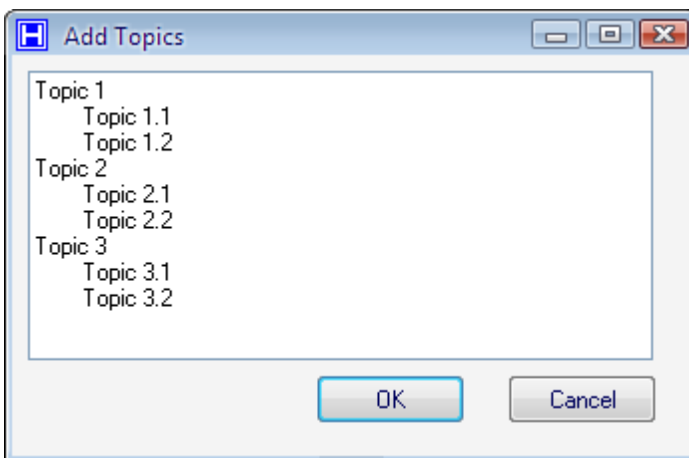 H Add Topics
Topic 1
Topic 1.1
Topic 1.2
Topic 2
Topic 2.1
Topic 2.2
Topic 3
Topic 3.1
Topic 3.2
OK Cancel